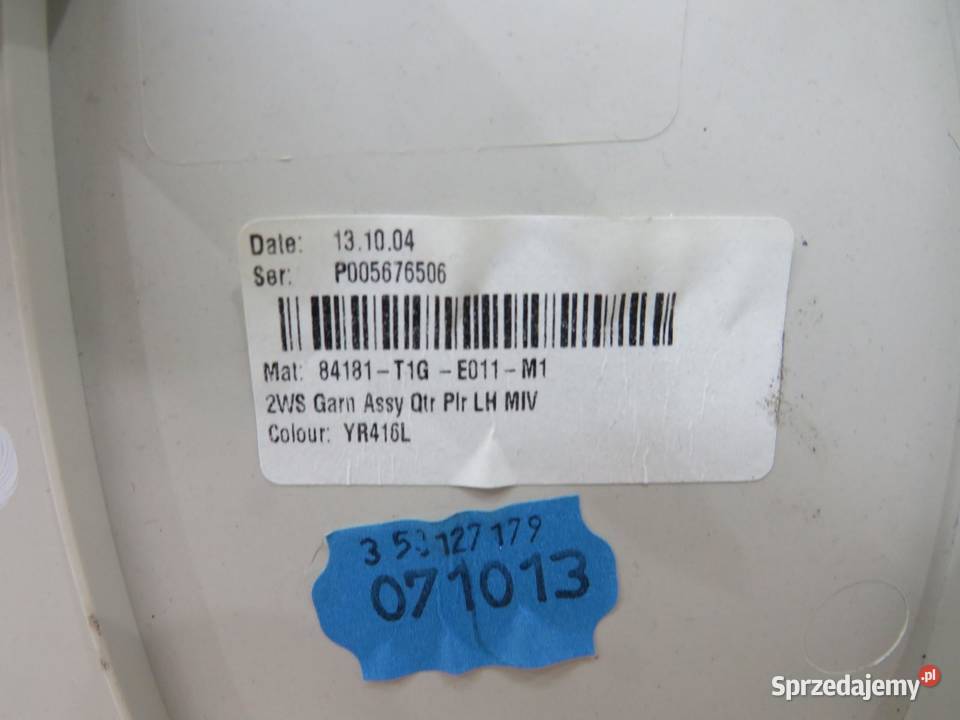 Date: 13.10.04
Ser: P005676506
Mat: 84181-T1G -E011-M1
2WS Garn Assy Qtr Plr LH MIV
Colour: YR416L
071013
Sprzedajemy.pl